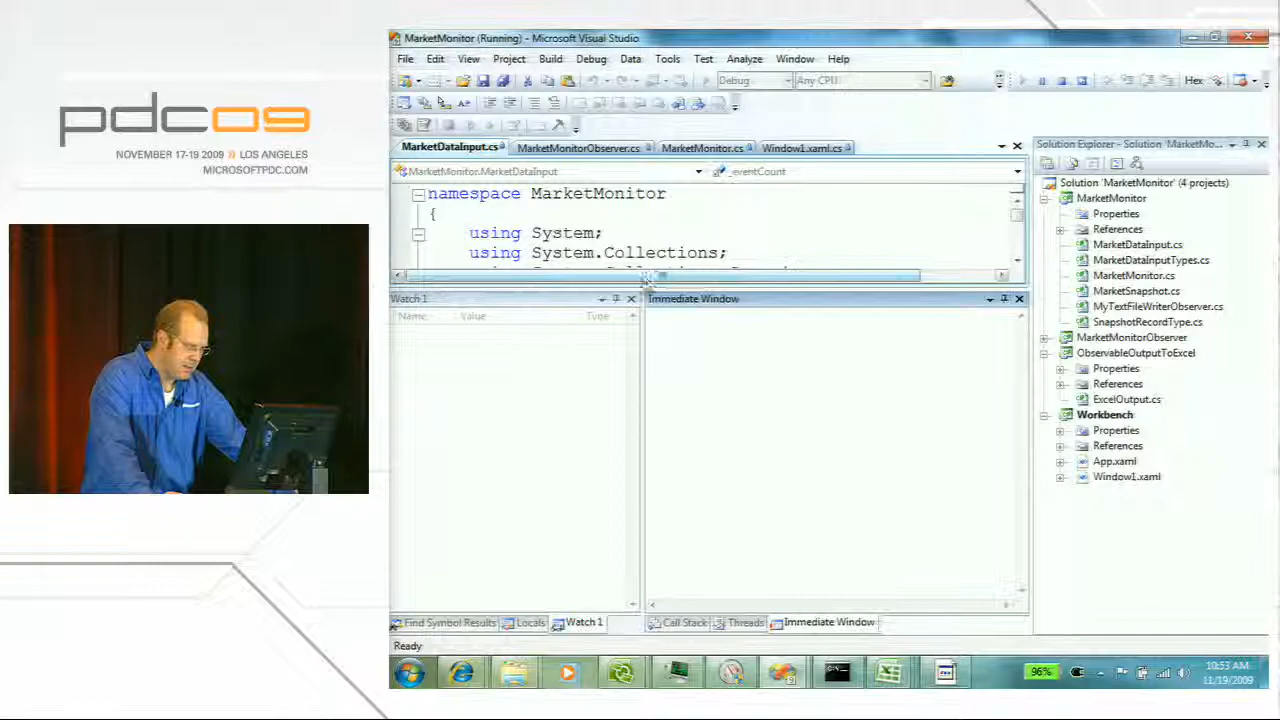 pdc09
NOVEMBER 17-19 2009 » LOS ANGELES
MICROSOFTPDC.COM
MarketMonitor (Running) - Microsoft Visual Studio
File Edit View Project Build Debug Data Tools Test Analyze Window Help
Debug Any CPU Hex
MarketDataInput.cs MarketMonitorObserver.cs MarketMonitor.cs Window1.xaml.cs
MarketMonitor.MarketDataInput _eventCount
namespace MarketMonitor
{
using System;
using System.Collections;
Watch 1
Name Value Type
Immediate Window
Solution Explorer - Solution 'MarketMo...
Solution 'MarketMonitor' (4 projects)
MarketMonitor
Properties
References
MarketDataInput.cs
MarketDataInputTypes.cs
MarketMonitor.cs
MarketSnapshot.cs
MyTextFileWriterObserver.cs
SnapshotRecordType.cs
MarketMonitorObserver
ObservableOutputToExcel
Properties
References
ExcelOutput.cs
Workbench
Properties
References
App.xaml
Window1.xaml
Find Symbol Results Locals Watch 1 Call Stack Threads Immediate Window
Ready
96%
10:53 AM
11/19/2009